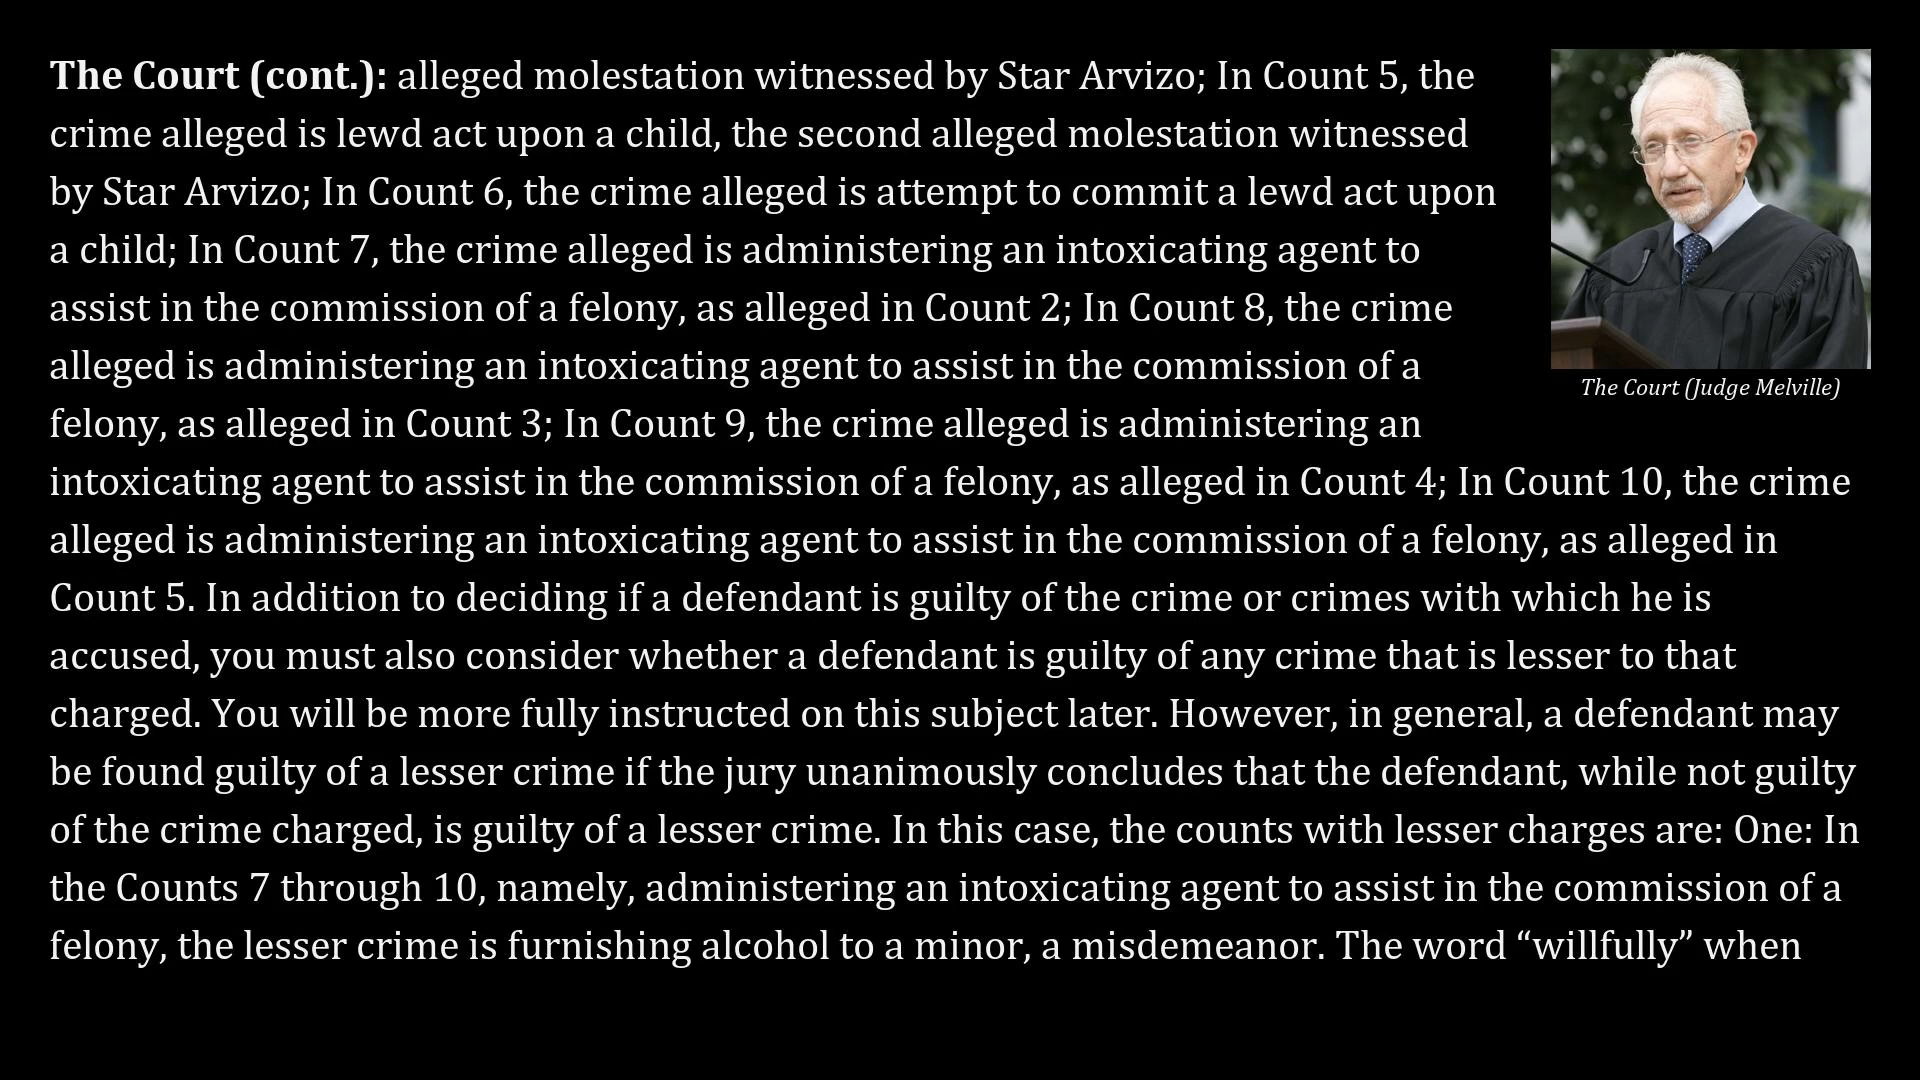 The Court (cont.): alleged molestation witnessed by Star Arvizo; In Count 5, the
crime alleged is lewd act upon a child, the second alleged molestation witnessed
by Star Arvizo; In Count 6, the crime alleged is attempt to commit a lewd act upon
a child; In Count 7, the crime alleged is administering an intoxicating agent to
assist in the commission of a felony, as alleged in Count 2; In Count 8, the crime
alleged is administering an intoxicating agent to assist in the commission of a
felony, as alleged in Count 3; In Count 9, the crime alleged is administering an
intoxicating agent to assist in the commission of a felony, as alleged in Count 4; In Count 10, the crime
alleged is administering an intoxicating agent to assist in the commission of a felony, as alleged in
Count 5. In addition to deciding if a defendant is guilty of the crime or crimes with which he is
accused, you must also consider whether a defendant is guilty of any crime that is lesser to that
charged. You will be more fully instructed on this subject later. However, in general, a defendant may
be found guilty of a lesser crime if the jury unanimously concludes that the defendant, while not guilty
of the crime charged, is guilty of a lesser crime. In this case, the counts with lesser charges are: One: In
the Counts 7 through 10, namely, administering an intoxicating agent to assist in the commission of a
felony, the lesser crime is furnishing alcohol to a minor, a misdemeanor. The word “willfully” when
The Court (Judge Melville)